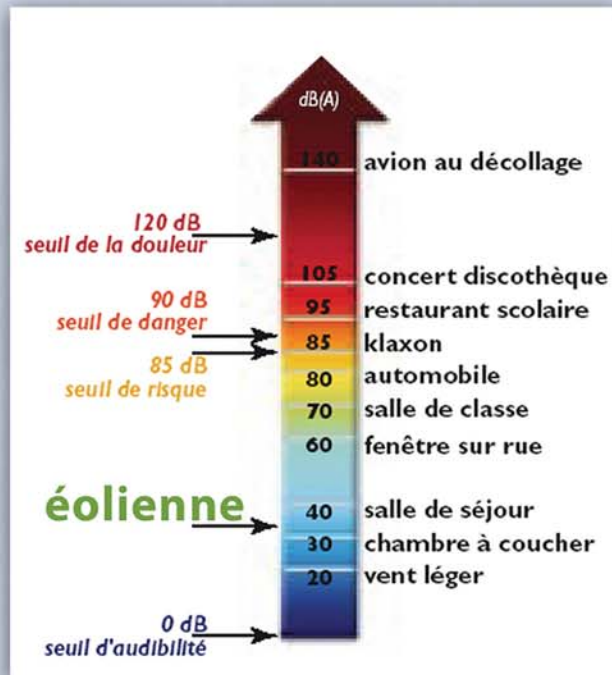 dB(A)
140 avion au décollage
120 dB
seuil de la douleur
105 concert discothèque
95 restaurant scolaire
90 dB
seuil de danger
85 klaxon
85 dB
seuil de risque
80 automobile
70 salle de classe
60 fenêtre sur rue
éolienne
40 salle de séjour
30 chambre à coucher
20 vent léger
0 dB
seuil d'audibilité